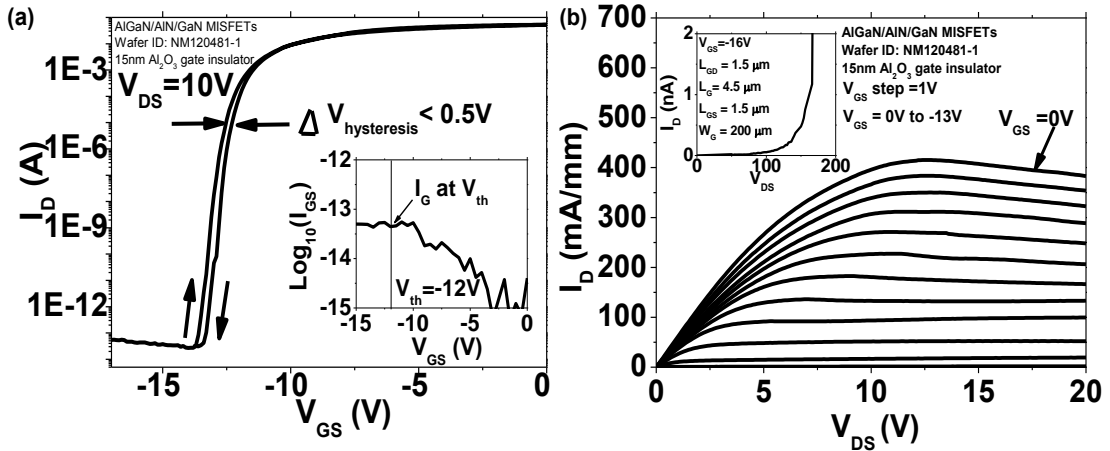 (a)
AlGaN/AlN/GaN MISFETs
Wafer ID: NM120481-1
15nm Al2O3 gate insulator
VDS=10V
Δ Vhysteresis < 0.5V
1E-3
1E-6
1E-9
1E-12
ID (A)
-15
-10
-5
0
VGS (V)
-12
-13
-14
-15
Log10(IGS)
IG at Vth
Vth=-12V
-15
-10
-5
0
VGS (V)
(b)
700
600
500
400
300
200
100
0
ID (mA/mm)
0
5
10
15
20
VDS (V)
2
1
0
ID (nA)
VGS=-16V
LGD= 1.5 μm
LG= 4.5 μm
LGS= 1.5 μm
WG= 200 μm
0
100
200
VDS
AlGaN/AlN/GaN MISFETs
Wafer ID: NM120481-1
15nm Al2O3 gate insulator
VGS step =1V
VGS = 0V to -13V
VGS =0V